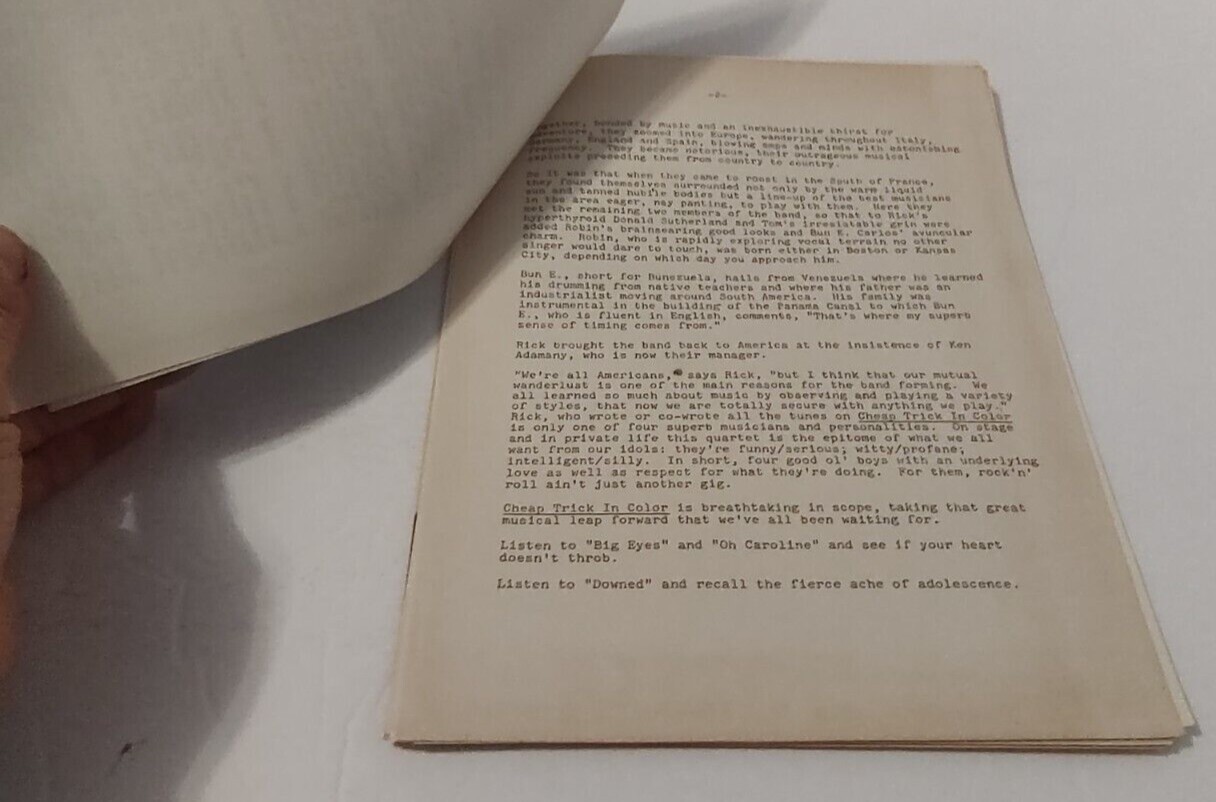 -2-
together, bonded by music and an inexhaustible thirst for
adventure, they zoomed into Europe, wandering throughout Italy,
Germany, England and Spain, blowing amps and minds with astonishing
frequency. They became notorious, their outrageous musical
exploits preceding them from country to country.
So it was that when they came to roost in the South of France,
they found themselves surrounded not only by the warm liquid
sun and tanned nubile bodies but a line-up of the best musicians
in the area eager, nay panting, to play with them. Here they
met the remaining two members of the band, so that to Rick's
hyperthyroid Donald Sutherland and Tom's irresistable grin were
added Robin's brainsearing good looks and Bun E. Carlos' avuncular
charm. Robin, who is rapidly exploring vocal terrain no other
singer would dare to touch, was born either in Boston or Kansas
City, depending on which day you approach him.
Bun E., short for Bunezuela, hails from Venezuela where he learned
his drumming from native teachers and where his father was an
industrialist moving around South America. His family was
instrumental in the building of the Panama Canal to which Bun
E., who is fluent in English, comments, "That's where my superb
sense of timing comes from."
Rick brought the band back to America at the insistence of Ken
Adamany, who is now their manager.
"We're all Americans," says Rick, "but I think that our mutual
wanderlust is one of the main reasons for the band forming. We
all learned so much about music by observing and playing a variety
of styles, that now we are totally secure with anything we play."
Rick, who wrote or co-wrote all the tunes on Cheap Trick In Color
is only one of four superb musicians and personalities. On stage
and in private life this quartet is the epitome of what we all
want from our idols: they're funny/serious; witty/profane;
intelligent/silly. In short, four good ol' boys with an underlying
love as well as respect for what they're doing. For them, rock'n'
roll ain't just another gig.
Cheap Trick In Color is breathtaking in scope, taking that great
musical leap forward that we've all been waiting for.
Listen to "Big Eyes" and "Oh Caroline" and see if your heart
doesn't throb.
Listen to "Downed" and recall the fierce ache of adolescence.